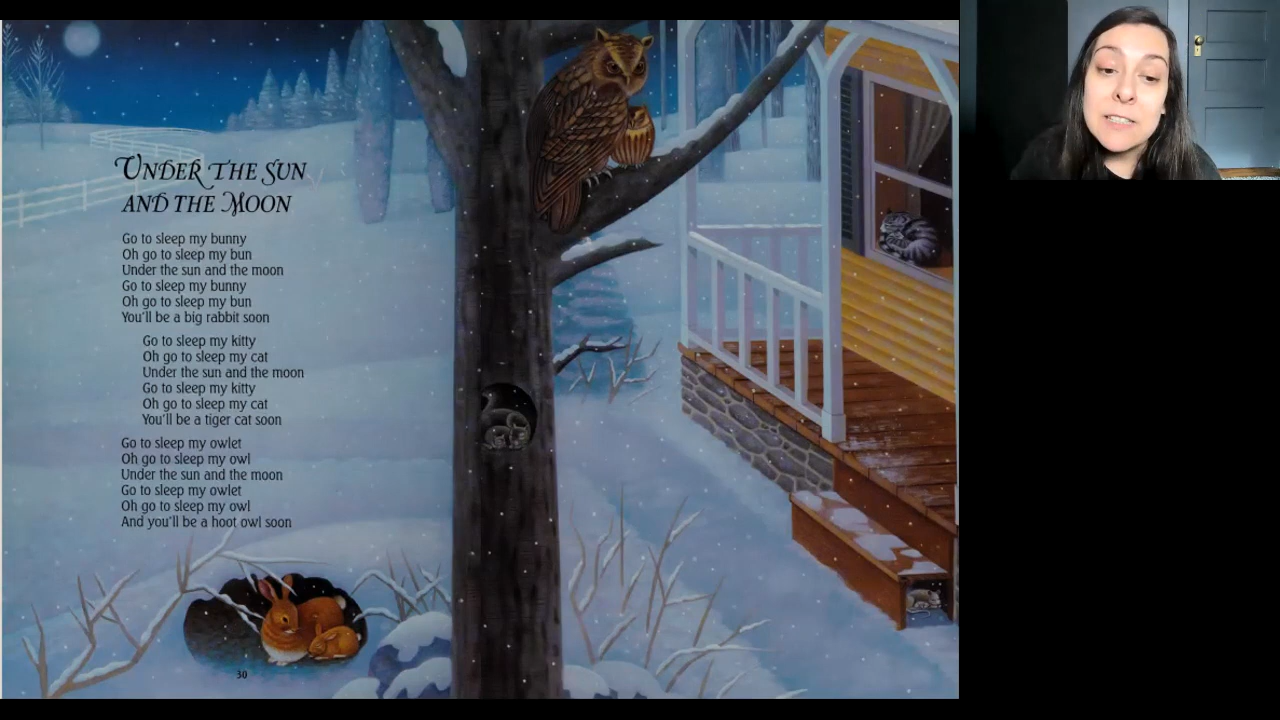 UNDER THE SUN
AND THE MOON
Go to sleep my bunny
Oh go to sleep my bun
Under the sun and the moon
Go to sleep my bunny
Oh go to sleep my bun
You'll be a big rabbit soon
Go to sleep my kitty
Oh go to sleep my cat
Under the sun and the moon
Go to sleep my kitty
Oh go to sleep my cat
You'll be a tiger cat soon
Go to sleep my owlet
Oh go to sleep my owl
Under the sun and the moon
Go to sleep my owlet
Oh go to sleep my owl
And you'll be a hoot owl soon
30